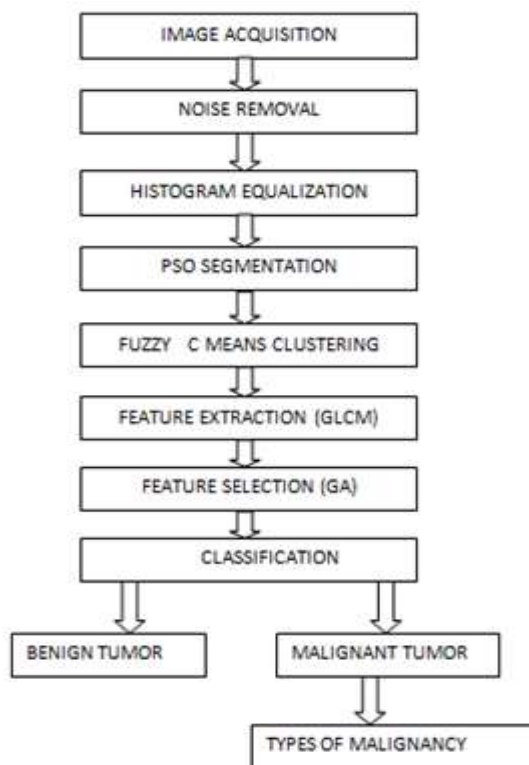 IMAGE ACQUISITION
NOISE REMOVAL
HISTOGRAM EQUALIZATION
PSO SEGMENTATION
FUZZY C MEANS CLUSTERING
FEATURE EXTRACTION (GLCM)
FEATURE SELECTION (GA)
CLASSIFICATION
BENIGN TUMOR
MALIGNANT TUMOR
TYPES OF MALIGNANCY